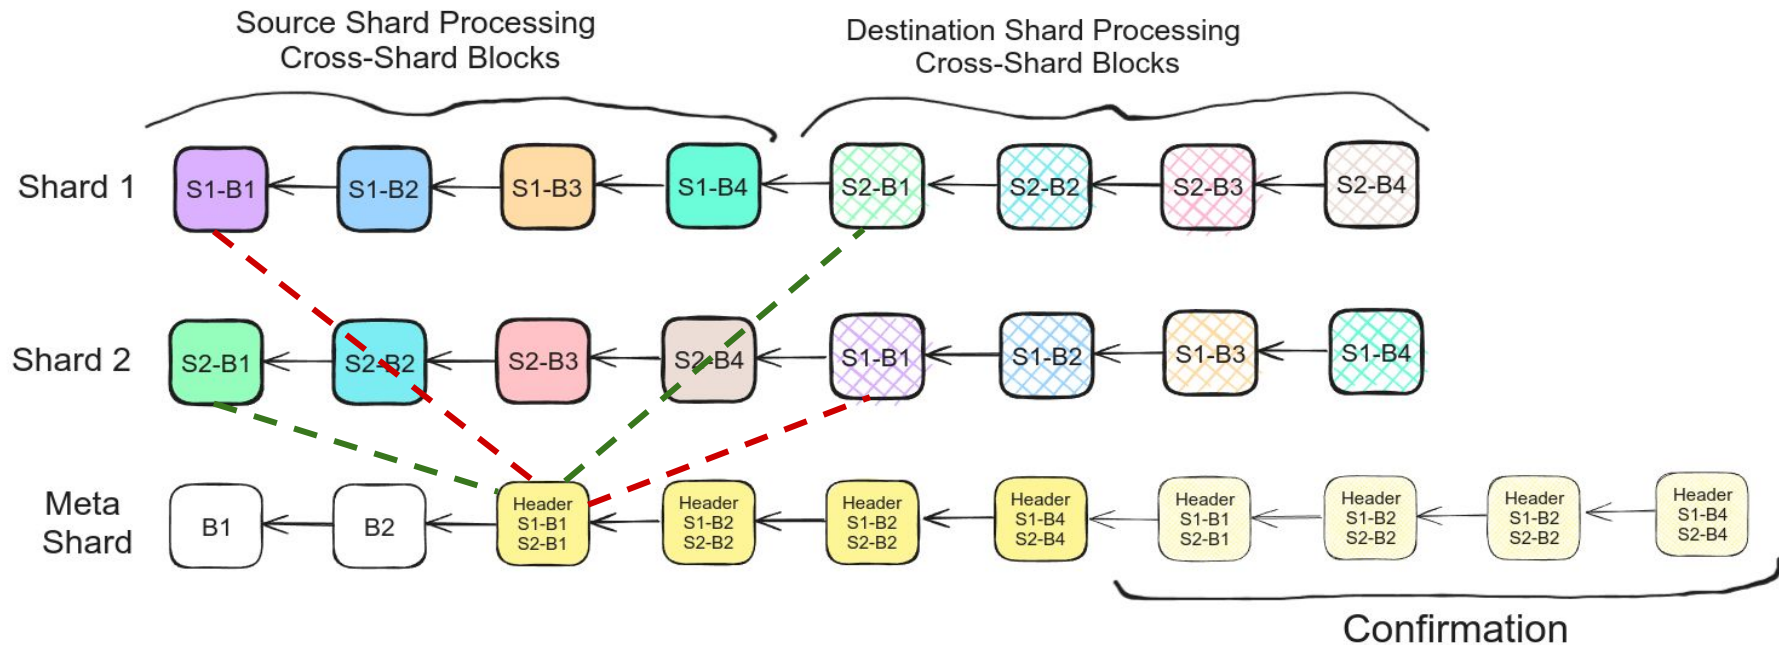 Source Shard Processing
Cross-Shard Blocks
Destination Shard Processing
Cross-Shard Blocks
Shard 1
S1-B1
S1-B2
S1-B3
S1-B4
S2-B1
S2-B2
S2-B3
S2-B4
Shard 2
S2-B1
S2-B2
S2-B3
S2-B4
S1-B1
S1-B2
S1-B3
S1-B4
Meta
Shard
B1
B2
Header
S1-B1
S2-B1
Header
S1-B2
S2-B2
Header
S1-B2
S2-B2
Header
S1-B4
S2-B4
Header
S1-B1
S2-B1
Header
S1-B2
S2-B2
Header
S1-B2
S2-B2
Header
S1-B4
S2-B4
Confirmation